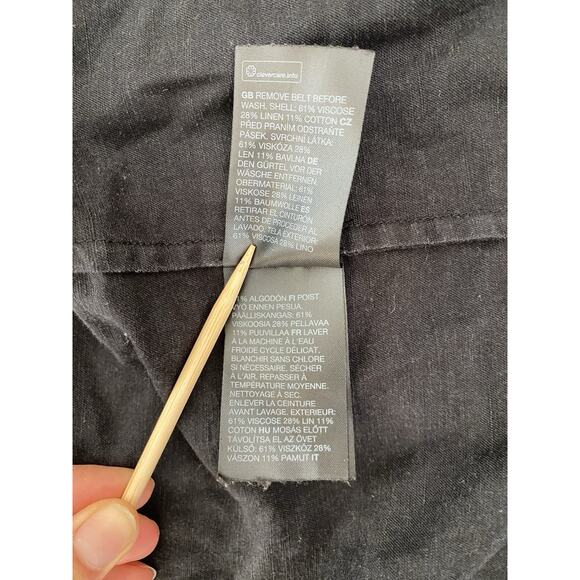 clevercare.info
GB REMOVE BELT BEFORE
WASH. SHELL: 61% VISCOSE
28% LINEN 11% COTTON CZ
PŘED PRANÍM ODSTRAŇTE
PÁSEK. SVRCHNÍ LÁTKA:
61% VISKÓZA 28%
LEN 11% BAVLNA DE
DEN GÜRTEL VOR DER
WÄSCHE ENTFERNEN
OBERMATERIAL: 61%
VISKOSE 28% LEINEN
11% BAUMWOLLE ES
RETIRAR EL CINTURÓN
ANTES DE PROCEDER AL
LAVADO. TELA EXTERIOR:
61% VISCOSA 28% LINO
ALGODÓN FI POIST
ENNEN PESUA.
PÄÄLLISKANGAS: 61%
VISKOOSIA 28% PELLAVAA
11% PUUVILLAA FR LAVER
À LA MACHINE À L'EAU
FROIDE CYCLE DÉLICAT.
BLANCHIR SANS CHLORE
SI NÉCESSAIRE. SÉCHER
À L'AIR. REPASSER À
TEMPÉRATURE MOYENNE.
NETTOYAGE À SEC.
ENLEVER LA CEINTURE
AVANT LAVAGE. EXTERIEUR:
61% VISCOSE 28% LIN 11%
COTON HU MOSÁS ELŐTT
TÁVOLÍTSA EL AZ ÖVET
KÜLSŐ: 61% VISZKÓZ 28%
VÁSZON 11% PAMUT IT